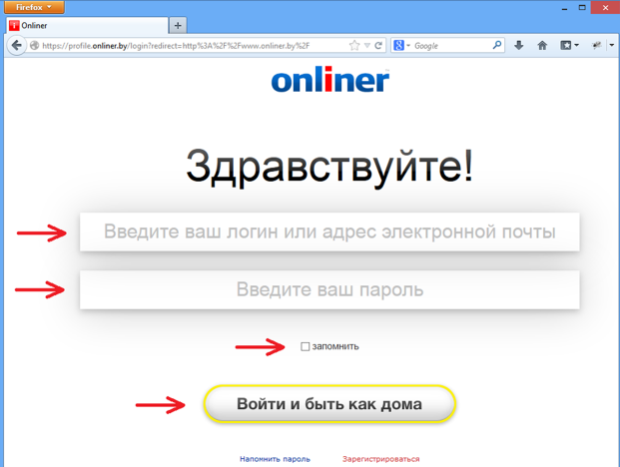 Firefox
Onliner
https://profile.onliner.by/login?redirect=http%3A%2F%2Fwww.onliner.by%2F
Google
onliner
Здравствуйте!
Введите ваш логин или адрес электронной почты
Введите ваш пароль
запомнить
Войти и быть как дома
Напомнить пароль Зарегистрироваться